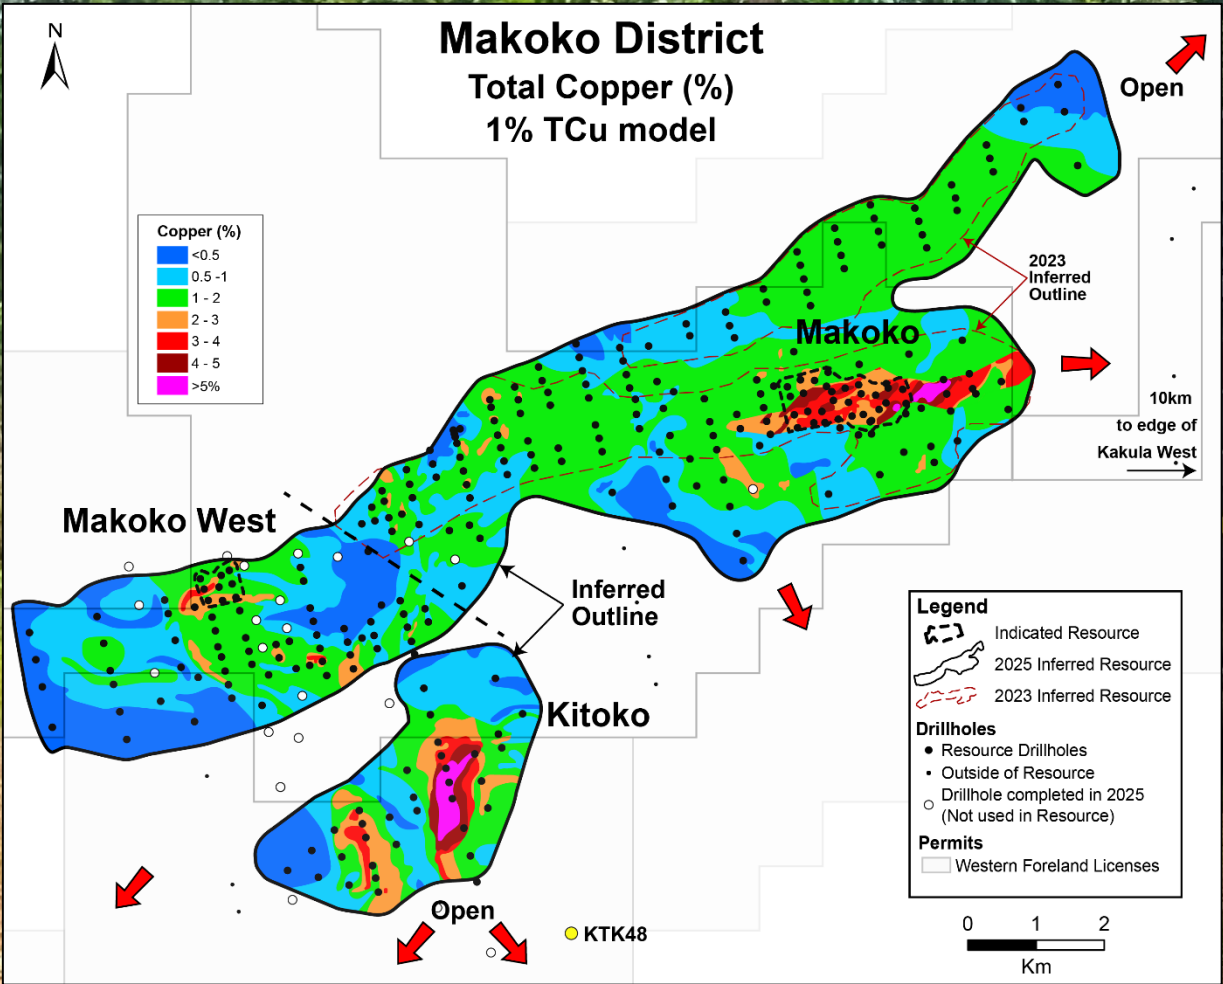 N
Makoko District
Total Copper (%)
1% TCu model
Open
Copper (%)
<0.5
0.5 -1
1 - 2
2 - 3
3 - 4
4 - 5
>5%
2023
Inferred
Outline
Makoko
10km
to edge of
Kakula West
Makoko West
Inferred
Outline
Kitoko
Open
KTK48
Legend
Indicated Resource
2025 Inferred Resource
2023 Inferred Resource
Drillholes
Resource Drillholes
Outside of Resource
Drillhole completed in 2025
(Not used in Resource)
Permits
Western Foreland Licenses
0 1 2
Km